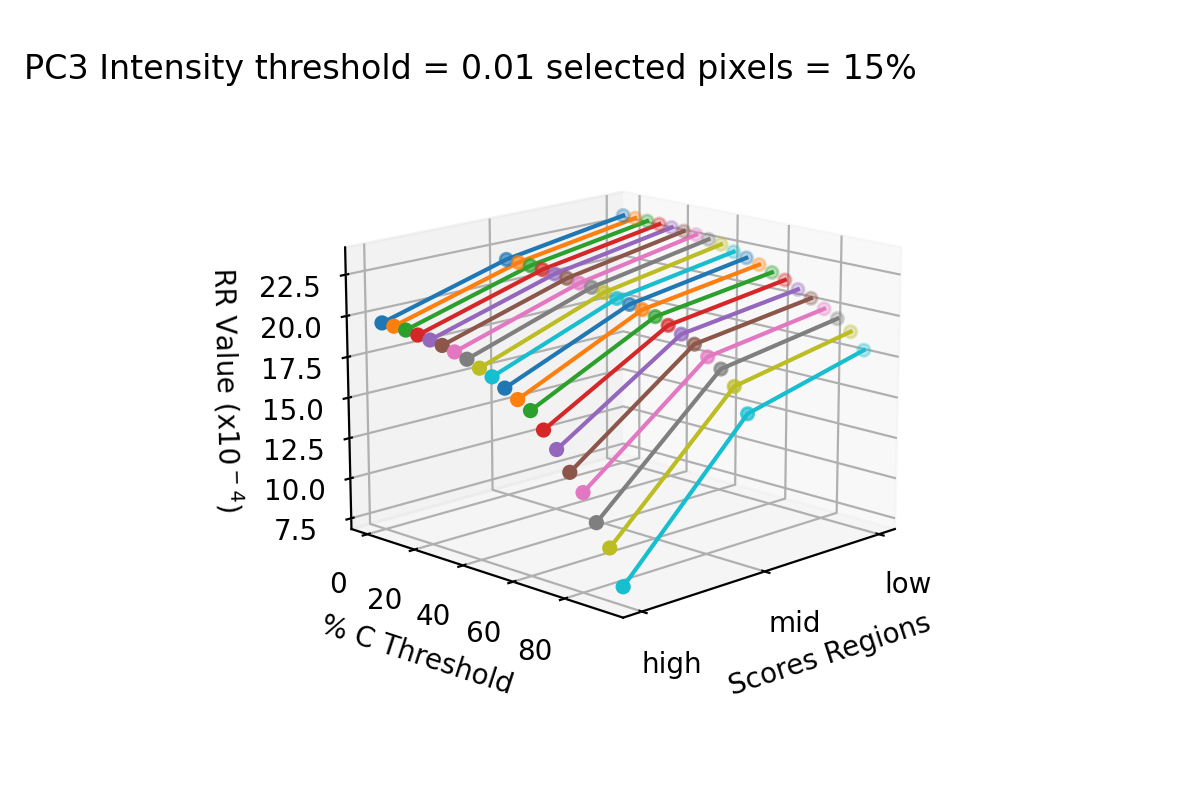 PC3 Intensity threshold = 0.01 selected pixels = 15%
22.5
20.0
17.5
15.0
12.5
10.0
7.5
RR Value (x10⁻⁴)
0
20
40
60
80
% C Threshold
high
mid
low
Scores Regions